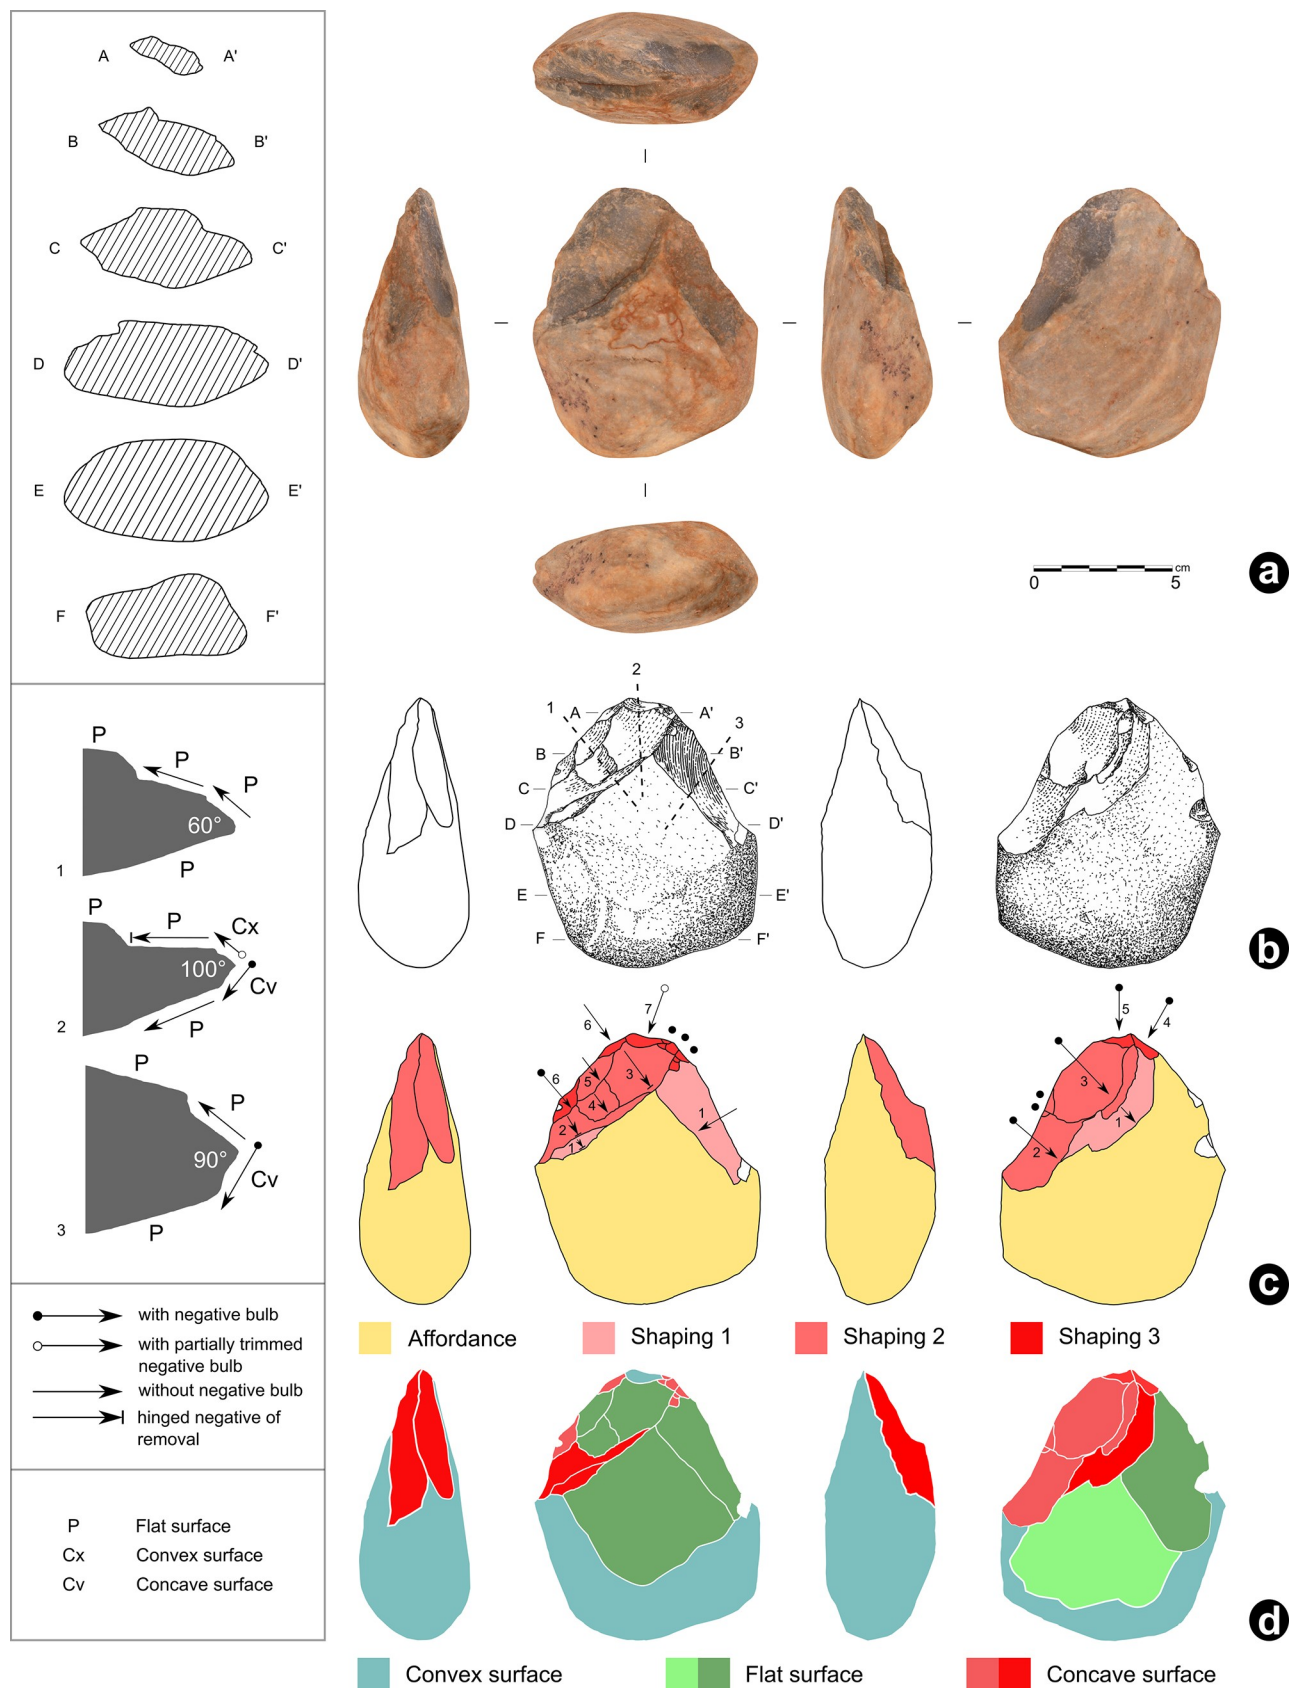 A A'
B B'
C C'
D D'
E E'
F F'
cm
0 5
a
P
P
P
60°
P
1
P
P
Cx
100°
Cv
P
2
P
P
90°
Cv
P
3
2
1
3
A A'
B B'
C C'
D D'
E E'
F F'
b
7
6
6
5
3
4
2
1
1
5
4
3
1
2
c
with negative bulb
with partially trimmed
negative bulb
without negative bulb
hinged negative of
removal
Affordance Shaping 1 Shaping 2 Shaping 3
P Flat surface
Cx Convex surface
Cv Concave surface
d
Convex surface Flat surface Concave surface